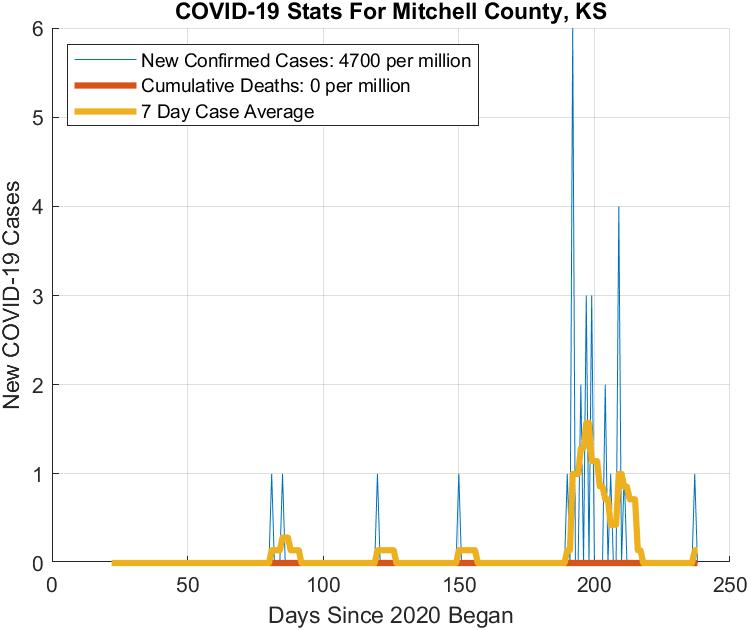 COVID-19 Stats For Mitchell County, KS
New Confirmed Cases: 4700 per million
Cumulative Deaths: 0 per million
7 Day Case Average
New COVID-19 Cases
6
5
4
3
2
1
0
0 50 100 150 200 250
Days Since 2020 Began